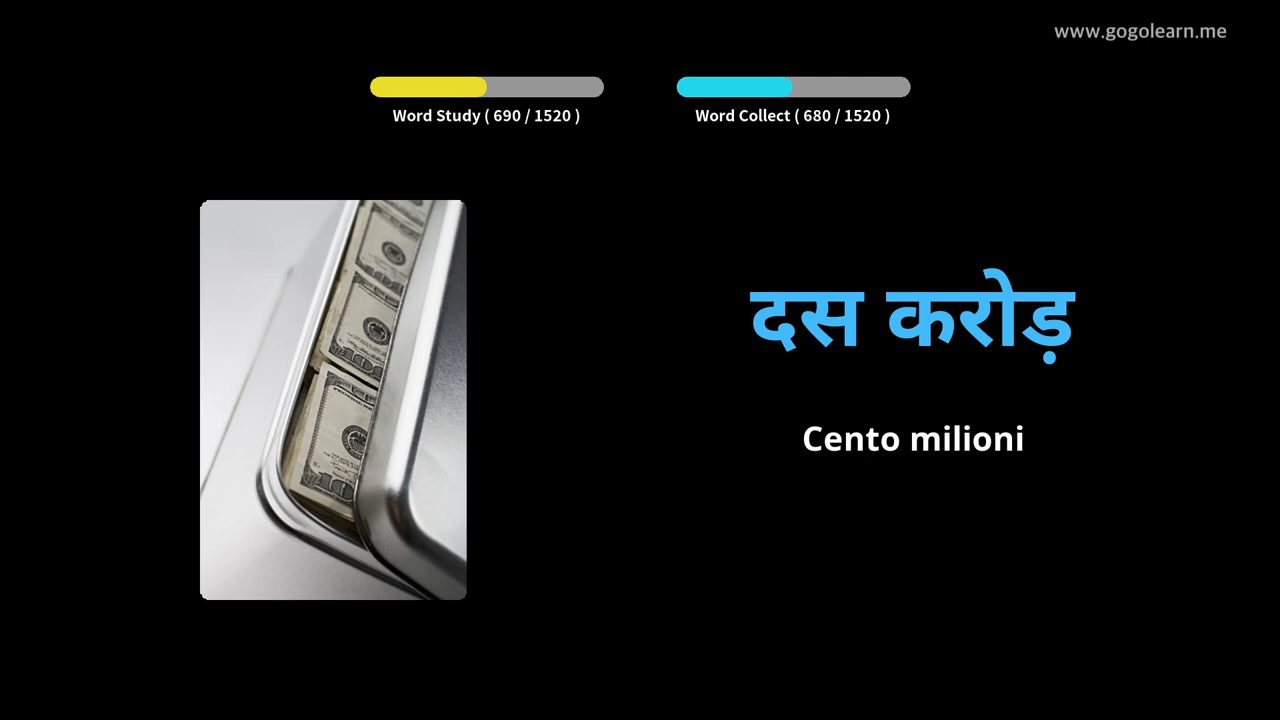 www.gogolearn.me
Word Study ( 690 / 1520 )
Word Collect ( 680 / 1520 )
दस करोड़
Cento milioni